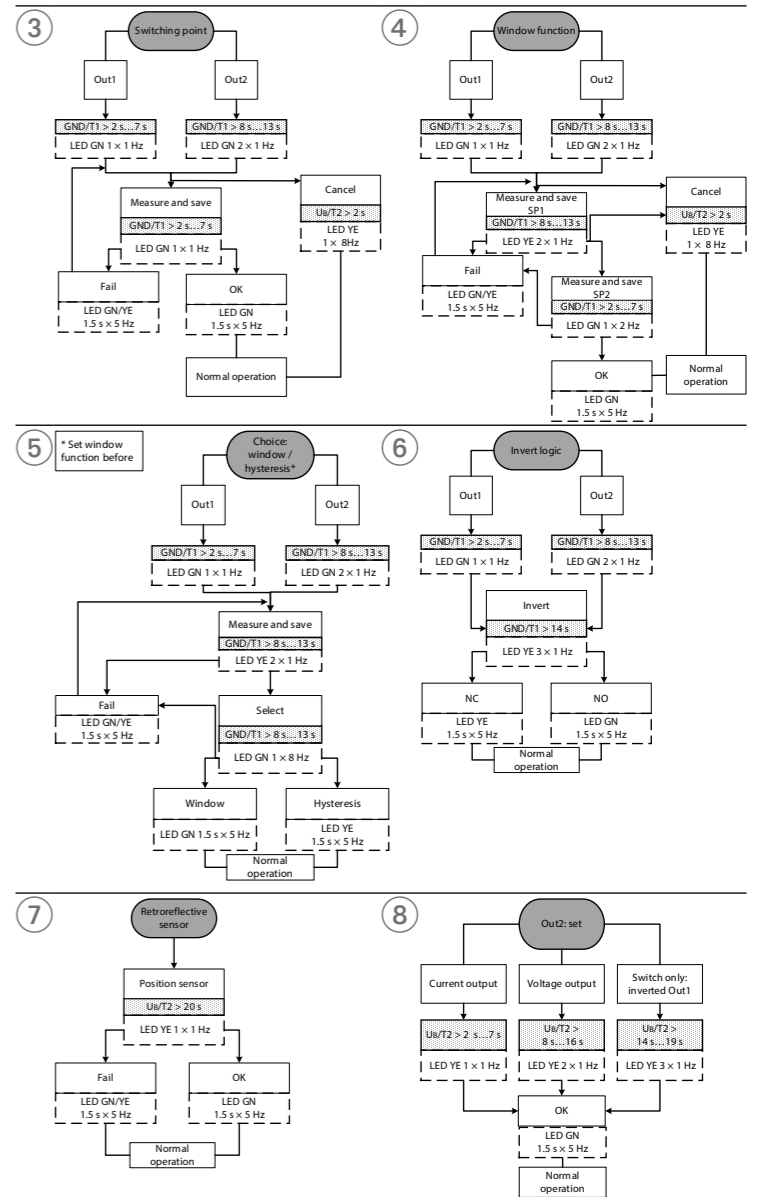 3
Switching point
Out1
Out2
GND/T1 > 2 s...7 s
LED GN 1 × 1 Hz
GND/T1 > 8 s...13 s
LED GN 2 × 1 Hz
Measure and save
GND/T1 > 2 s...7 s
LED GN 1 × 1 Hz
Cancel
UB/T2 > 2 s
LED YE
1 × 8Hz
Fail
LED GN/YE
1.5 s × 5 Hz
OK
LED GN
1.5 s × 5 Hz
Normal operation
4
Window function
Out1
Out2
GND/T1 > 2 s...7 s
LED GN 1 × 1 Hz
GND/T1 > 8 s...13 s
LED GN 2 × 1 Hz
Measure and save
SP1
GND/T1 > 8 s...13 s
LED YE 2 × 1 Hz
Cancel
UB/T2 > 2 s
LED YE
1 × 8 Hz
Fail
LED GN/YE
1.5 s × 5 Hz
Measure and save
SP2
GND/T1 > 2 s...7 s
LED GN 1 × 2 Hz
OK
LED GN
1.5 s × 5 Hz
Normal
operation
5
* Set window
function before
Choice:
window /
hysteresis*
Out1
Out2
GND/T1 > 2 s...7 s
LED GN 1 × 1 Hz
GND/T1 > 8 s...13 s
LED GN 2 × 1 Hz
Measure and save
GND/T1 > 8 s...13 s
LED YE 2 × 1 Hz
Fail
LED GN/YE
1.5 s × 5 Hz
Select
GND/T1 > 8 s...13 s
LED GN 1 × 8 Hz
Window
LED GN 1.5 s × 5 Hz
Hysteresis
LED YE
1.5 s × 5 Hz
Normal
operation
6
Invert logic
Out1
Out2
GND/T1 > 2 s...7 s
LED GN 1 × 1 Hz
GND/T1 > 8 s...13 s
LED GN 2 × 1 Hz
Invert
GND/T1 > 14 s
LED YE 3 × 1 Hz
NC
LED YE
1.5 s × 5 Hz
NO
LED GN
1.5 s × 5 Hz
Normal
operation
7
Retroreflective
sensor
Position sensor
UB/T2 > 20 s
LED YE 1 × 1 Hz
Fail
LED GN/YE
1.5 s × 5 Hz
OK
LED GN
1.5 s × 5 Hz
Normal
operation
8
Out2: set
Current output
Voltage output
Switch only:
inverted Out1
UB/T2 > 2 s...7 s
LED YE 1 × 1 Hz
UB/T2 >
8 s...16 s
LED YE 2 × 1 Hz
UB/T2 >
14 s...19 s
LED YE 3 × 1 Hz
OK
LED GN
1.5 s × 5 Hz
Normal
operation